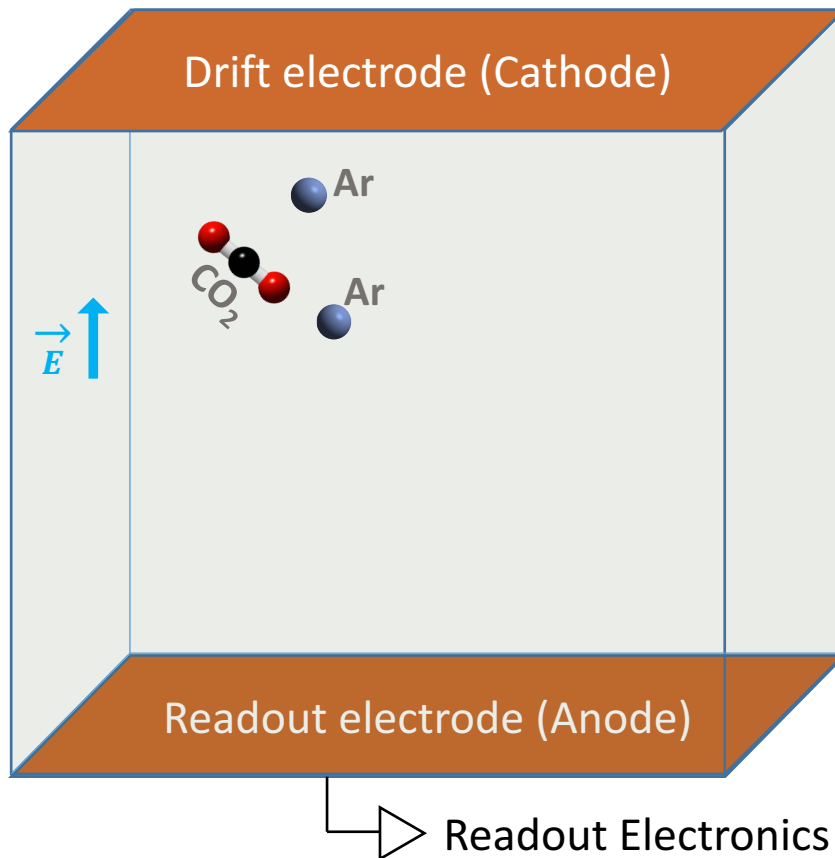 Drift electrode (Cathode)
Ar
CO₂
Ar
E
Readout electrode (Anode)
Readout Electronics